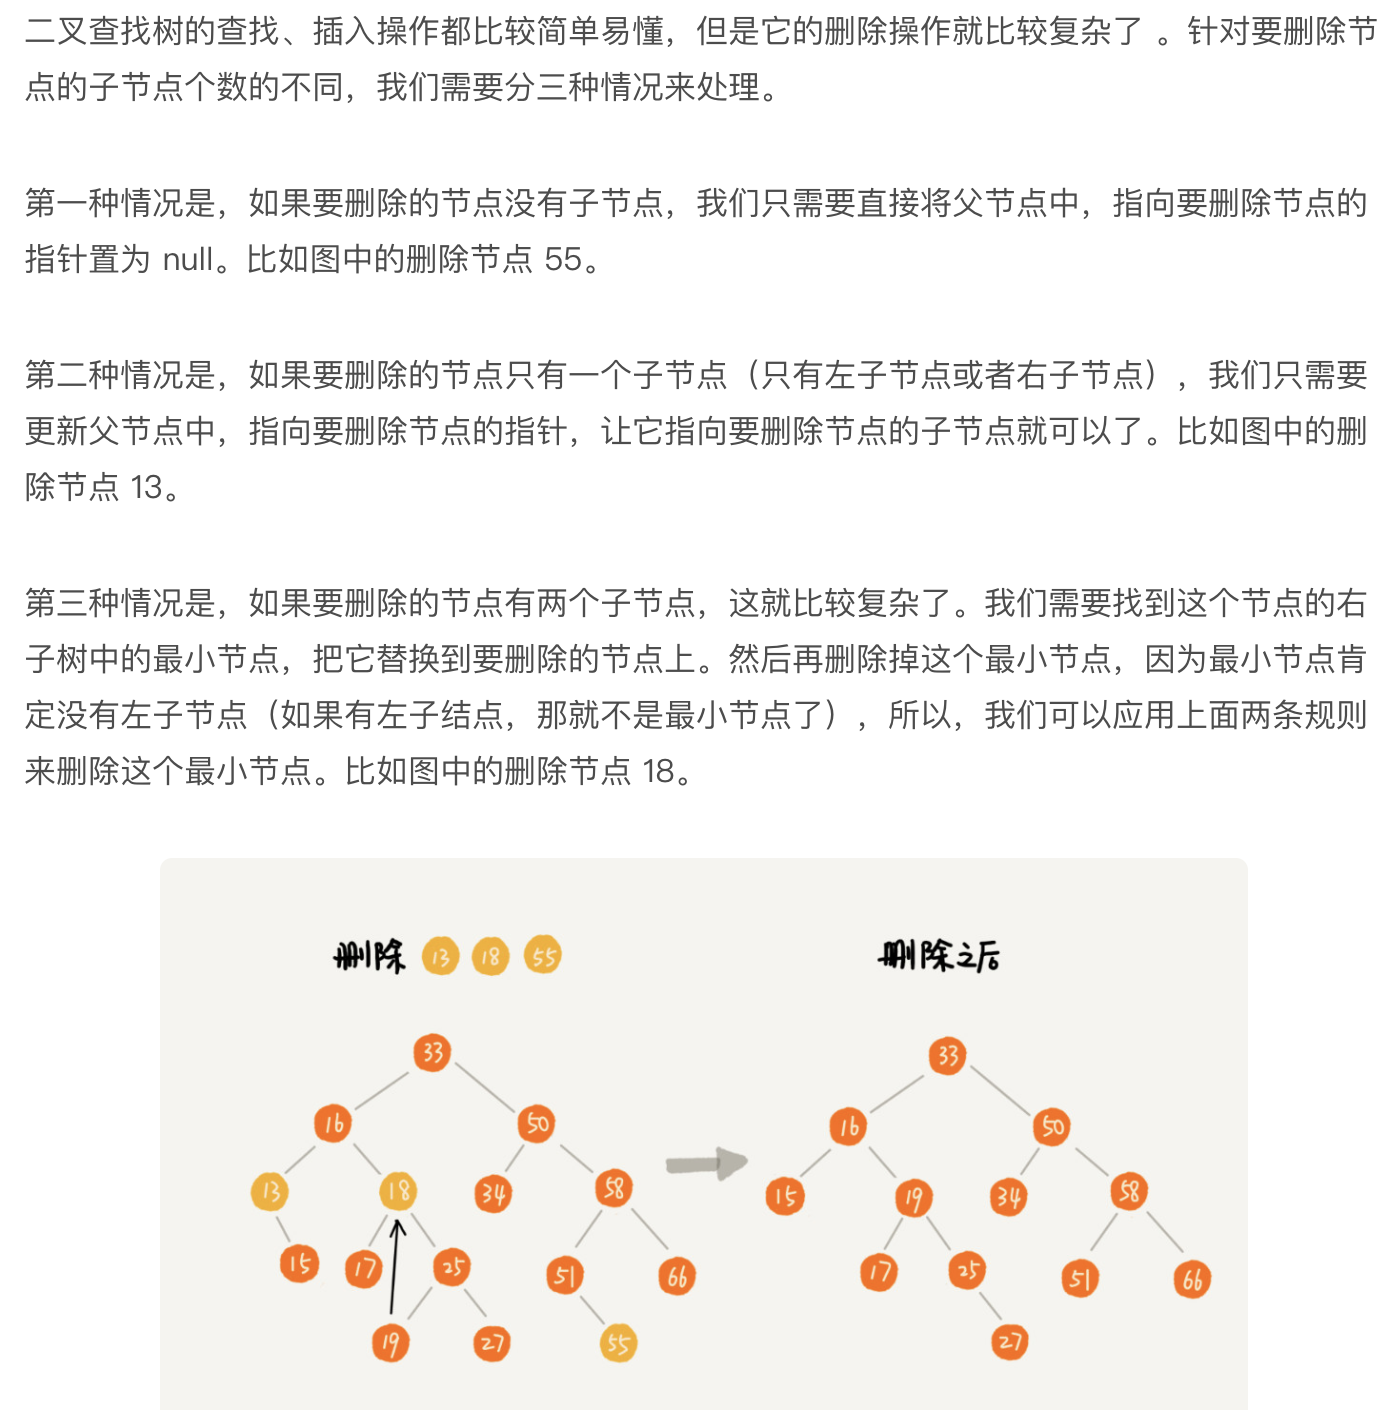 二叉查找树的查找、插入操作都比较简单易懂，但是它的删除操作就比较复杂了 。针对要删除节
点的子节点个数的不同，我们需要分三种情况来处理。
第一种情况是，如果要删除的节点没有子节点，我们只需要直接将父节点中，指向要删除节点的
指针置为 null。比如图中的删除节点 55。
第二种情况是，如果要删除的节点只有一个子节点（只有左子节点或者右子节点），我们只需要
更新父节点中，指向要删除节点的指针，让它指向要删除节点的子节点就可以了。比如图中的删
除节点 13。
第三种情况是，如果要删除的节点有两个子节点，这就比较复杂了。我们需要找到这个节点的右
子树中的最小节点，把它替换到要删除的节点上。然后再删除掉这个最小节点，因为最小节点肯
定没有左子节点（如果有左子结点，那就不是最小节点了），所以，我们可以应用上面两条规则
来删除这个最小节点。比如图中的删除节点 18。
删除 13 18 55
33
16 50
13 18 34 58
15 17 25 51 66
19 27 55
删除之后
33
16 50
15 19 34 58
17 25 51 66
27